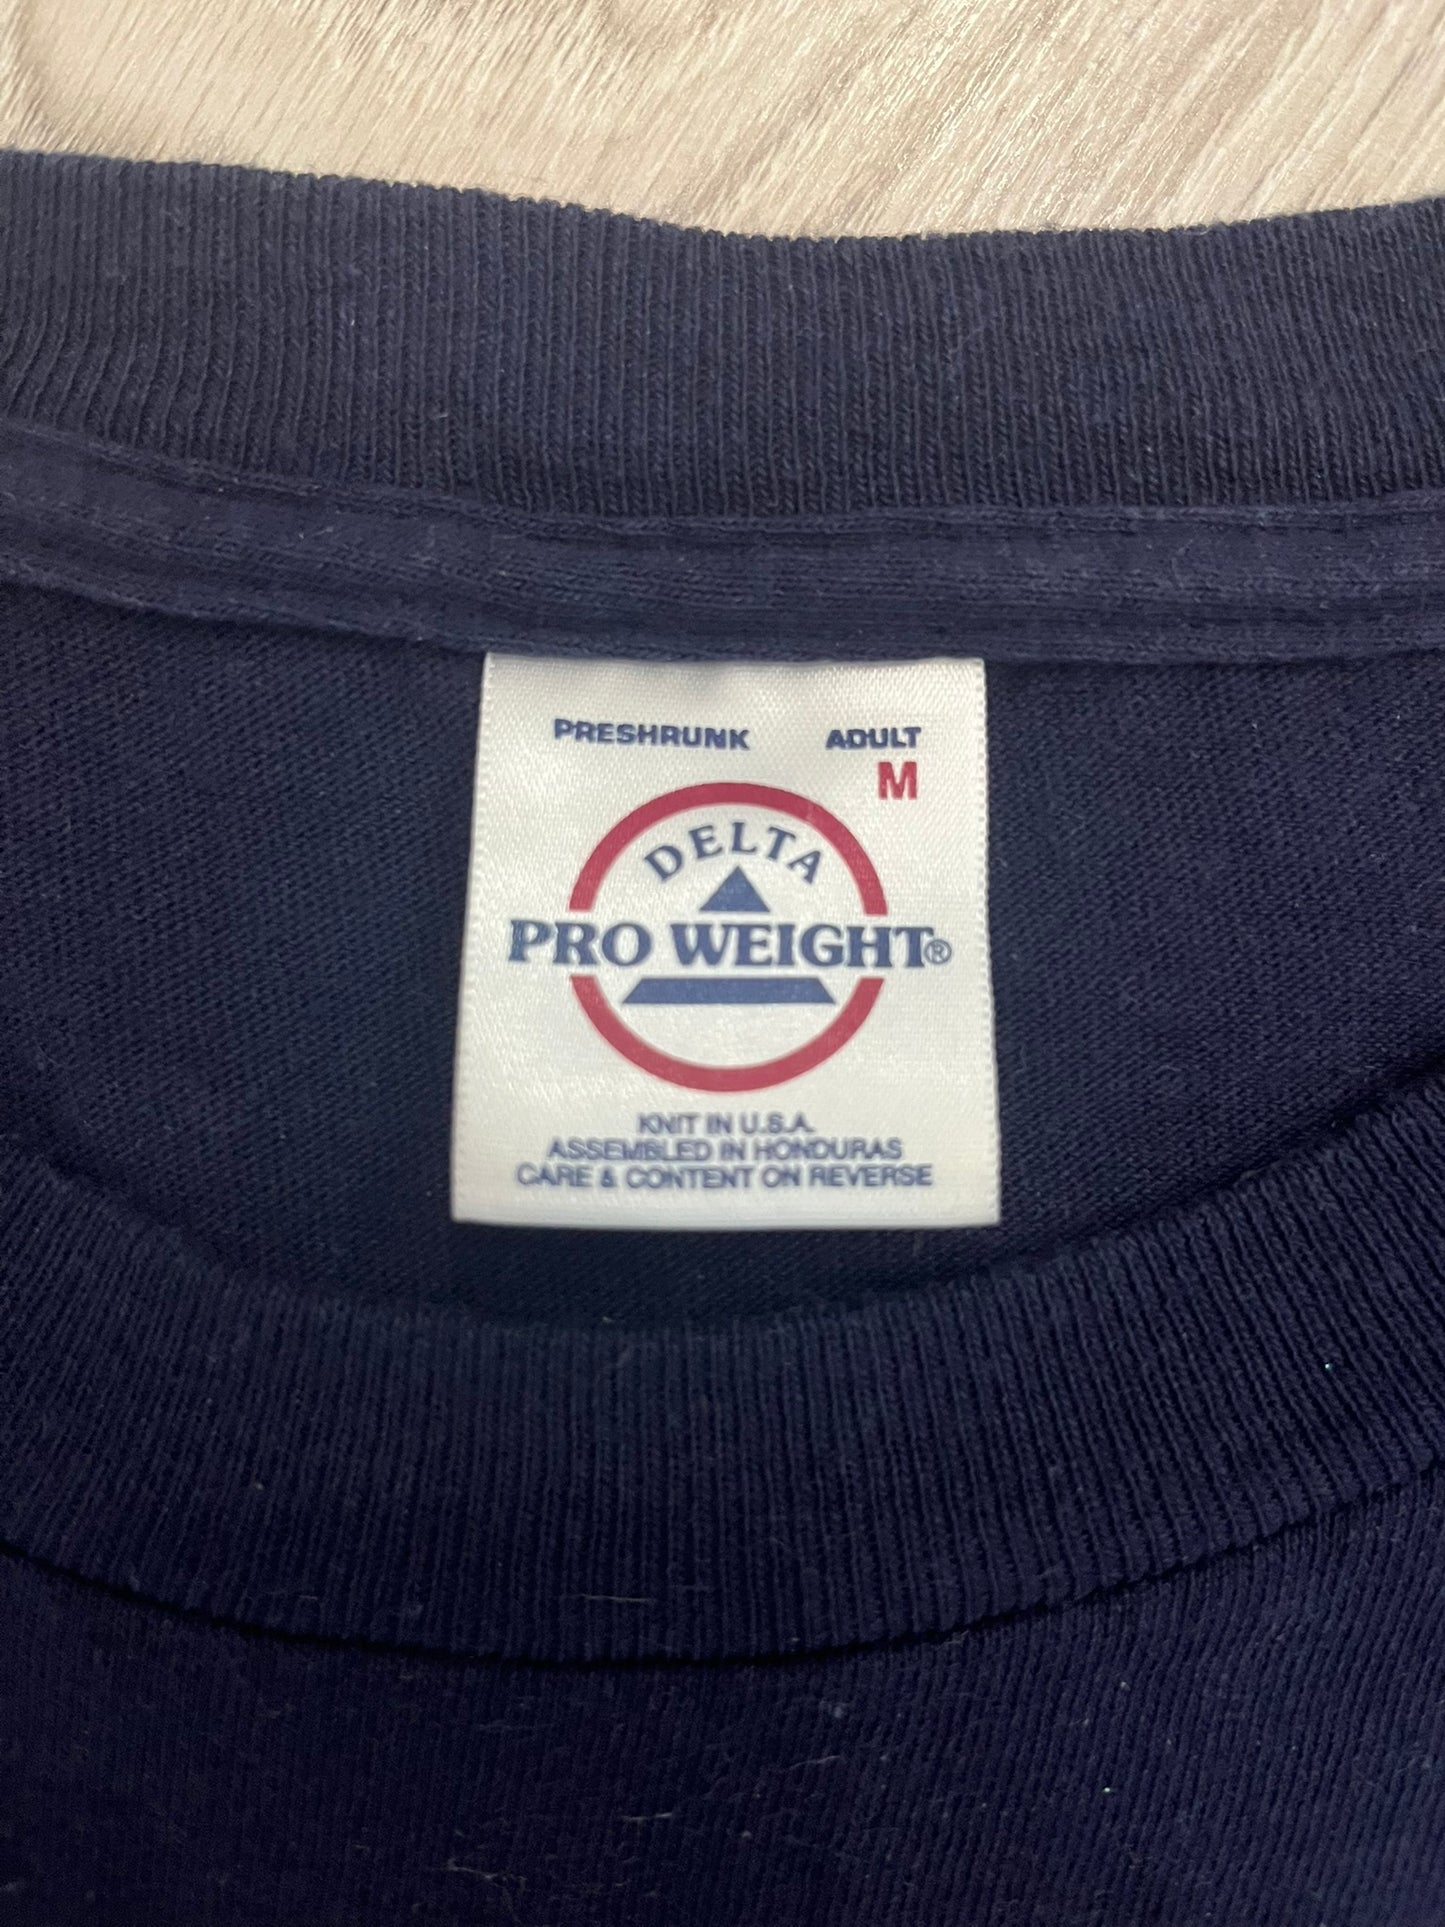 PRESHRUNK ADULT
M
DELTA
PRO WEIGHT®
KNIT IN U.S.A.
ASSEMBLED IN HONDURAS
CARE & CONTENT ON REVERSE